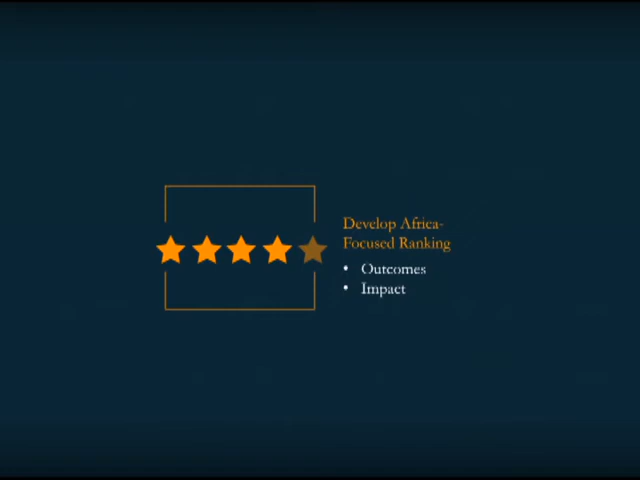 Develop Africa-
Focused Ranking
• Outcomes
• Impact